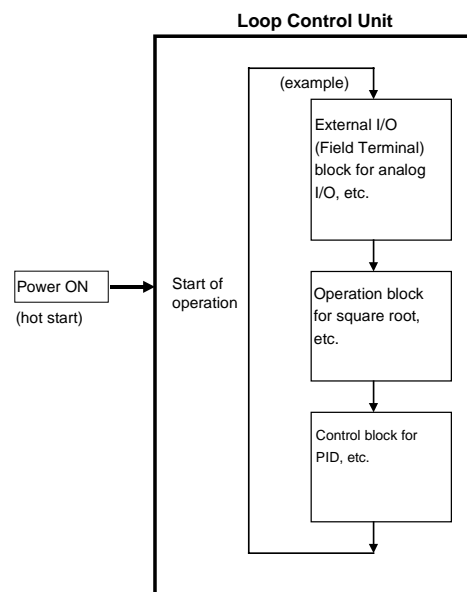 Loop Control Unit
(example)
External I/O
(Field Terminal)
block for analog
I/O, etc.
Power ON
(hot start)
Start of
operation
Operation block
for square root,
etc.
Control block for
PID, etc.